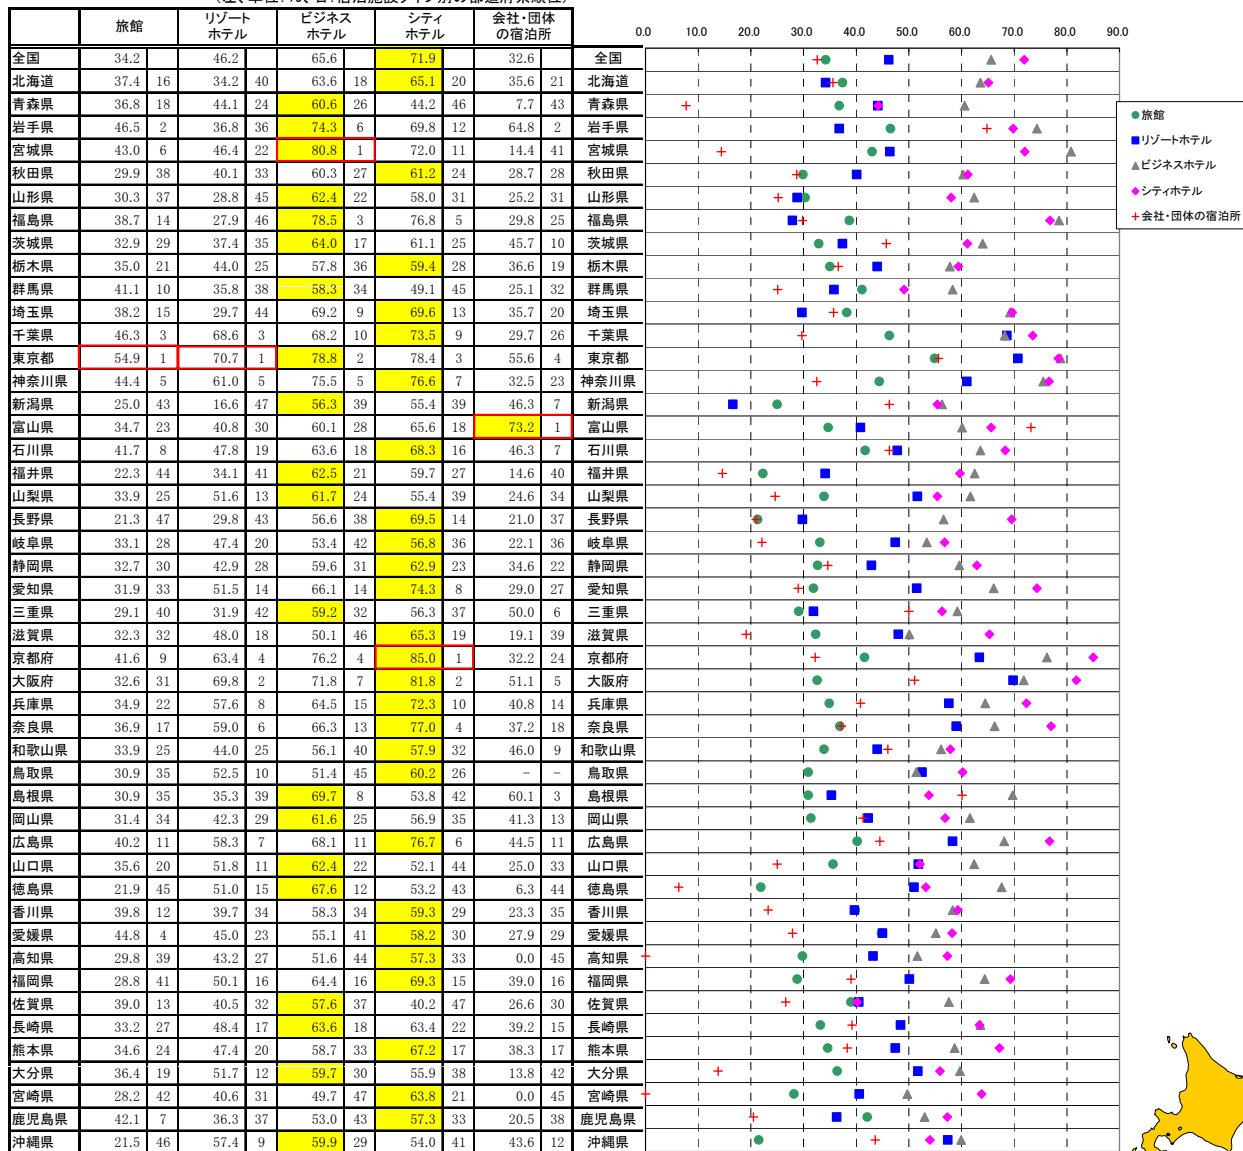 旅館 リゾートホテル ビジネスホテル シティホテル 会社・団体の宿泊所
0.0 10.0 20.0 30.0 40.0 50.0 60.0 70.0 80.0 90.0
全国 34.2 46.2 65.6 71.9 32.6 全国
北海道 37.4 16 34.2 40 63.6 18 65.1 20 35.6 21 北海道
青森県 36.8 18 44.1 24 60.6 26 44.2 46 7.7 43 青森県
岩手県 46.5 2 36.8 36 74.3 6 69.8 12 64.8 2 岩手県
宮城県 43.0 6 46.4 22 80.8 1 72.0 11 14.4 41 宮城県
秋田県 29.9 38 40.1 33 60.3 27 61.2 24 28.7 28 秋田県
山形県 30.3 37 28.8 45 62.4 22 58.0 31 25.2 31 山形県
福島県 38.7 14 27.9 46 78.5 3 76.8 5 29.8 25 福島県
茨城県 32.9 29 37.4 35 64.0 17 61.1 25 45.7 10 茨城県
栃木県 35.0 21 44.0 25 57.8 36 59.4 28 36.6 19 栃木県
群馬県 41.1 10 35.8 38 58.3 34 49.1 45 25.1 32 群馬県
埼玉県 38.2 15 29.7 44 69.2 9 69.6 13 35.7 20 埼玉県
千葉県 46.3 3 68.6 3 68.2 10 73.5 9 29.7 26 千葉県
東京都 54.9 1 70.7 1 78.8 2 78.4 3 55.6 4 東京都
神奈川県 44.4 5 61.0 5 75.5 5 76.6 7 32.5 23 神奈川県
新潟県 25.0 43 16.6 47 56.3 39 55.4 39 46.3 7 新潟県
富山県 34.7 23 40.8 30 60.1 28 65.6 18 73.2 1 富山県
石川県 41.7 8 47.8 19 63.6 18 68.3 16 46.3 7 石川県
福井県 22.3 44 34.1 41 62.5 21 59.7 27 14.6 40 福井県
山梨県 33.9 25 51.6 13 61.7 24 55.4 39 24.6 34 山梨県
長野県 21.3 47 29.8 43 56.6 38 69.5 14 21.0 37 長野県
岐阜県 33.1 28 47.4 20 53.4 42 56.8 36 22.1 36 岐阜県
静岡県 32.7 30 42.9 28 59.6 31 62.9 23 34.6 22 静岡県
愛知県 31.9 33 51.5 14 66.1 14 74.3 8 29.0 27 愛知県
三重県 29.1 40 31.9 42 59.2 32 56.3 37 50.0 6 三重県
滋賀県 32.3 32 48.0 18 50.1 46 65.3 19 19.1 39 滋賀県
京都府 41.6 9 63.4 4 76.2 4 85.0 1 32.2 24 京都府
大阪府 32.6 31 69.8 2 71.8 7 81.8 2 51.1 5 大阪府
兵庫県 34.9 22 57.6 8 64.5 15 72.3 10 40.8 14 兵庫県
奈良県 36.9 17 59.0 6 66.3 13 77.0 4 37.2 18 奈良県
和歌山県 33.9 25 44.0 25 56.1 40 57.9 32 46.0 9 和歌山県
鳥取県 30.9 35 52.5 10 51.4 45 60.2 26 － － 鳥取県
島根県 30.9 35 35.3 39 69.7 8 53.8 42 60.1 3 島根県
岡山県 31.4 34 42.3 29 61.6 25 56.9 35 41.3 13 岡山県
広島県 40.2 11 58.3 7 68.1 11 76.7 6 44.5 11 広島県
山口県 35.6 20 51.8 11 62.4 22 52.1 44 25.0 33 山口県
徳島県 21.9 45 51.0 15 67.6 12 53.2 43 6.3 44 徳島県
香川県 39.8 12 39.7 34 58.3 34 59.3 29 23.3 35 香川県
愛媛県 44.8 4 45.0 23 55.1 41 58.2 30 27.9 29 愛媛県
高知県 29.8 39 43.2 27 51.6 44 57.3 33 0.0 45 高知県
福岡県 28.8 41 50.1 16 64.4 16 69.3 15 39.0 16 福岡県
佐賀県 39.0 13 40.5 32 57.6 37 40.2 47 26.6 30 佐賀県
長崎県 33.2 27 48.4 17 63.6 18 63.4 22 39.2 15 長崎県
熊本県 34.6 24 47.4 20 58.7 33 67.2 17 38.3 17 熊本県
大分県 36.4 19 51.7 12 59.7 30 55.9 38 13.8 42 大分県
宮崎県 28.2 42 40.6 31 49.7 47 63.8 21 0.0 45 宮崎県
鹿児島県 42.1 7 36.3 37 53.0 43 57.3 33 20.5 38 鹿児島県
沖縄県 21.5 46 57.4 9 59.9 29 54.0 41 43.6 12 沖縄県
旅館
リゾートホテル
ビジネスホテル
シティホテル
会社・団体の宿泊所